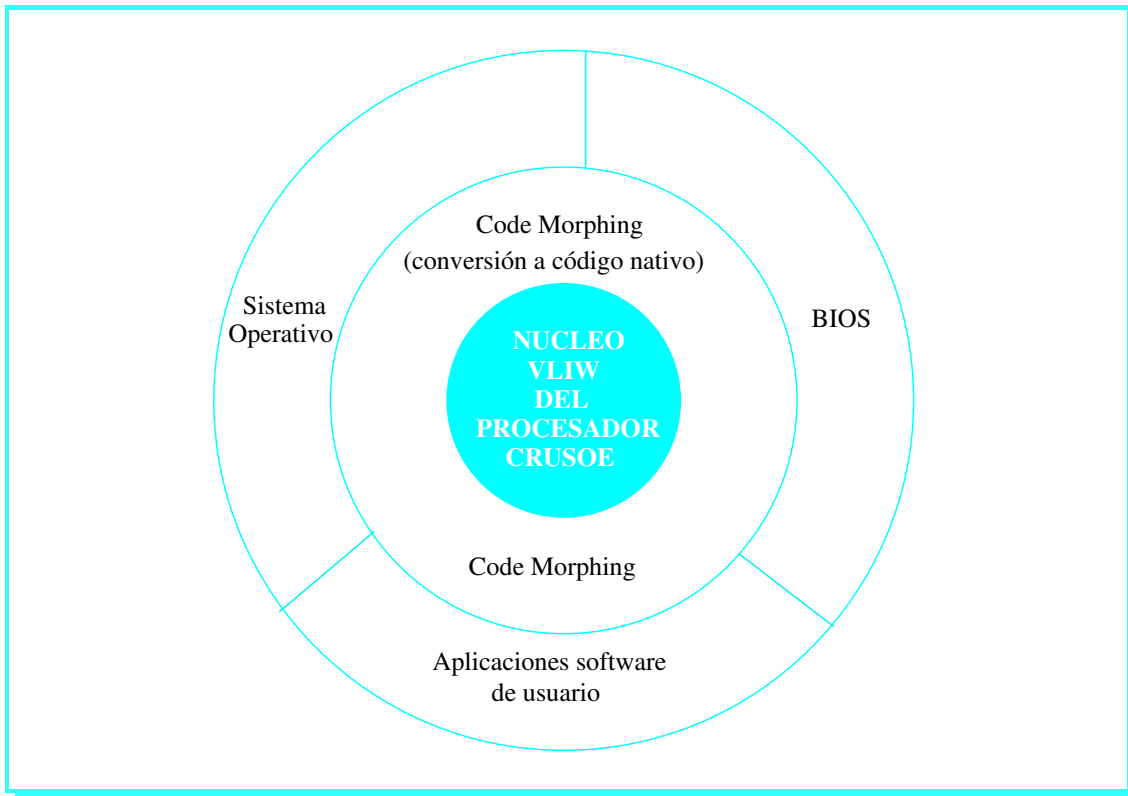 Code Morphing
(conversión a código nativo)
Sistema
Operativo
BIOS
NUCLEO
VLIW
DEL
PROCESADOR
CRUSOE
Code Morphing
Aplicaciones software
de usuario